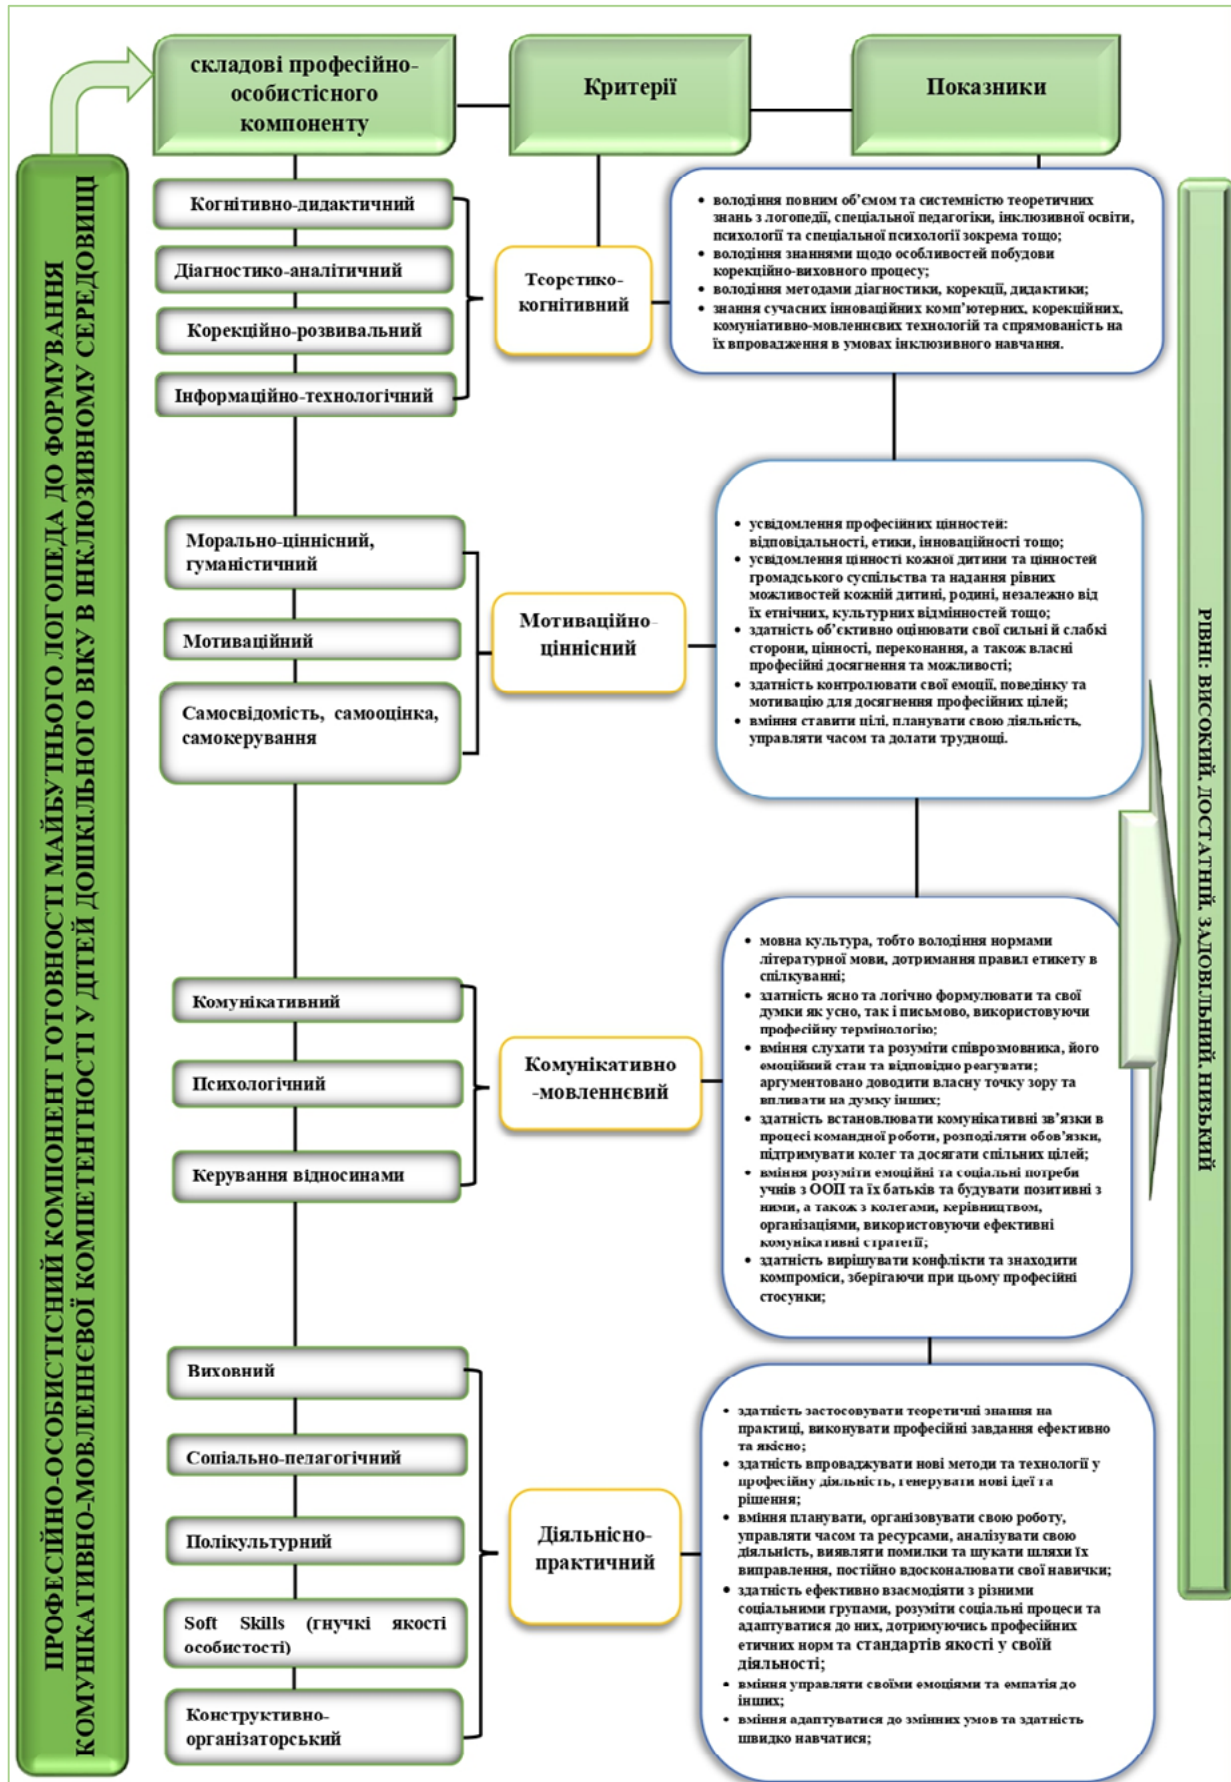 ПРОФЕСІЙНО-ОСОБИСТІСНИЙ КОМПОНЕНТ ГОТОВНОСТІ МАЙБУТНЬОГО ЛОГОПЕДА ДО ФОРМУВАННЯ
КОМУНІКАТИВНО-МОВЛЕННЄВОЇ КОМПЕТЕНТНОСТІ У ДІТЕЙ ДОШКІЛЬНОГО ВІКУ В ІНКЛЮЗИВНОМУ СЕРЕДОВИЩІ
складові професійно-
особистісного
компоненту
Критерії
Показники
Когнітивно-дидактичний
Діагностико-аналітичний
Корекційно-розвивальний
Інформаційно-технологічний
Теоретико-
когнітивний
• володіння повним об'ємом та системністю теоретичних
знань з логопедії, спеціальної педагогіки, інклюзивної освіти,
психології та спеціальної психології зокрема тощо;
• володіння знаннями щодо особливостей побудови
корекційно-виховного процесу;
• володіння методами діагностики, корекції, дидактики;
• знання сучасних інноваційних комп'ютерних, корекційних,
комуніативно-мовленнєвих технологій та спрямованість на
їх впровадження в умовах інклюзивного навчання.
Морально-ціннісний,
гуманістичний
Мотиваційний
Самосвідомість, самооцінка,
самокерування
Мотиваційно-
ціннісний
• усвідомлення професійних цінностей:
відповідальності, етики, інноваційності тощо;
• усвідомлення цінності кожної дитини та цінностей
громадського суспільства та надання рівних
можливостей кожній дитині, родині, незалежно від
їх етнічних, культурних відмінностей тощо;
• здатність об'єктивно оцінювати свої сильні й слабкі
сторони, цінності, переконання, а також власні
професійні досягнення та можливості;
• здатність контролювати свої емоції, поведінку та
мотивацію для досягнення професійних цілей;
• вміння ставити цілі, планувати свою діяльність,
управляти часом та долати труднощі.
Комунікативний
Психологічний
Керування відносинами
Комунікативно
-мовленнєвий
• мовна культура, тобто володіння нормами
літературної мови, дотримання правил етикету в
спілкуванні;
• здатність ясно та логічно формулювати та свої
думки як усно, так і письмово, використовуючи
професійну термінологію;
• вміння слухати та розуміти співрозмовника, його
емоційний стан та відповідно реагувати;
аргументовано доводити власну точку зору та
впливати на думку інших;
• здатність встановлювати комунікативні зв'язки в
процесі командної роботи, розподіляти обов'язки,
підтримувати колег та досягати спільних цілей;
• вміння розуміти емоційні та соціальні потреби
учнів з ООП та їх батьків та будувати позитивні з
ними, а також з колегами, керівництвом,
організаціями, використовуючи ефективні
комунікативні стратегії;
• здатність вирішувати конфлікти та знаходити
компроміси, зберігаючи при цьому професійні
стосунки;
Виховний
Соціально-педагогічний
Полікультурний
Soft Skills (гнучкі якості
особистості)
Конструктивно-
організаторський
Діяльнісно-
практичний
• здатність застосовувати теоретичні знання на
практиці, виконувати професійні завдання ефективно
та якісно;
• здатність впроваджувати нові методи та технології у
професійну діяльність, генерувати нові ідеї та
рішення;
• вміння планувати, організовувати свою роботу,
управляти часом та ресурсами, аналізувати свою
діяльність, виявляти помилки та шукати шляхи їх
виправлення, постійно вдосконалювати свої навички;
• здатність ефективно взаємодіяти з різними
соціальними групами, розуміти соціальні процеси та
адаптуватися до них, дотримуючись професійних
етичних норм та стандартів якості у своїй
діяльності;
• вміння управляти своїми емоціями та емпатія до
інших;
• вміння адаптуватися до змінних умов та здатність
швидко навчатися;
РІВНІ: ВИСОКИЙ, ДОСТАТНІЙ, ЗАДОВІЛЬНИЙ, НИЗЬКИЙ